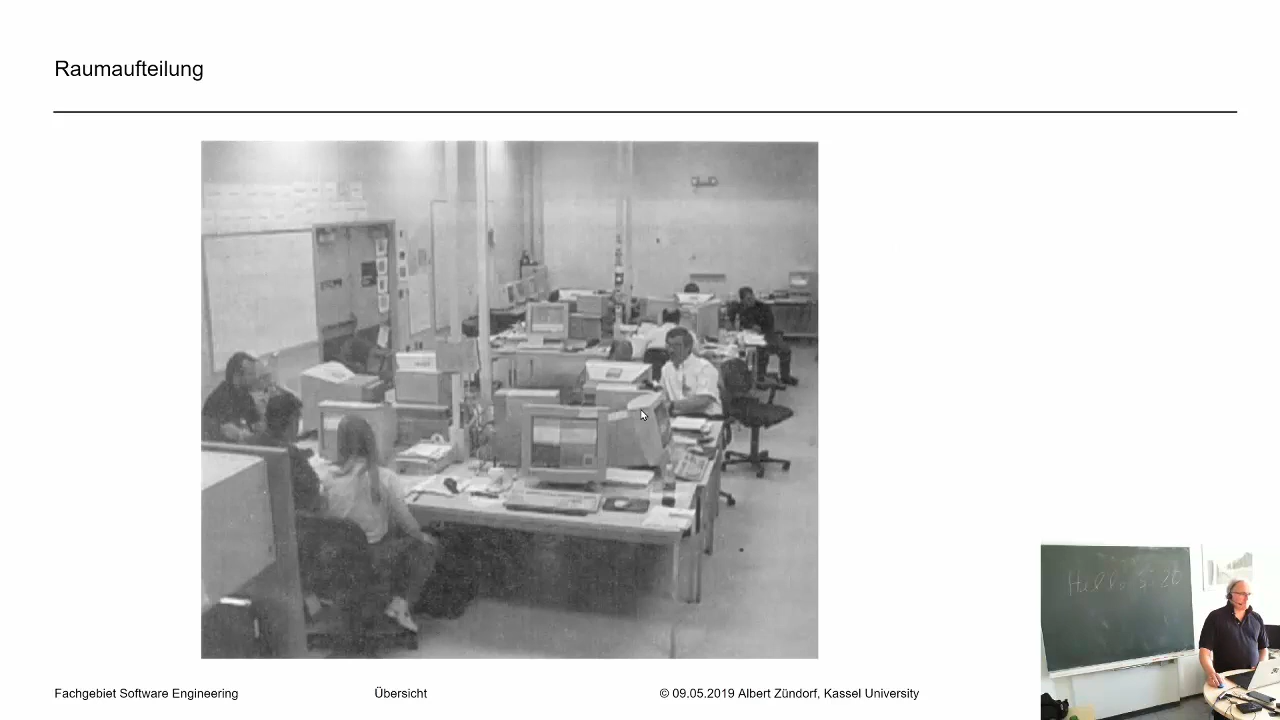 Raumaufteilung
Fachgebiet Software Engineering
Übersicht
© 09.05.2019 Albert Zündorf, Kassel University